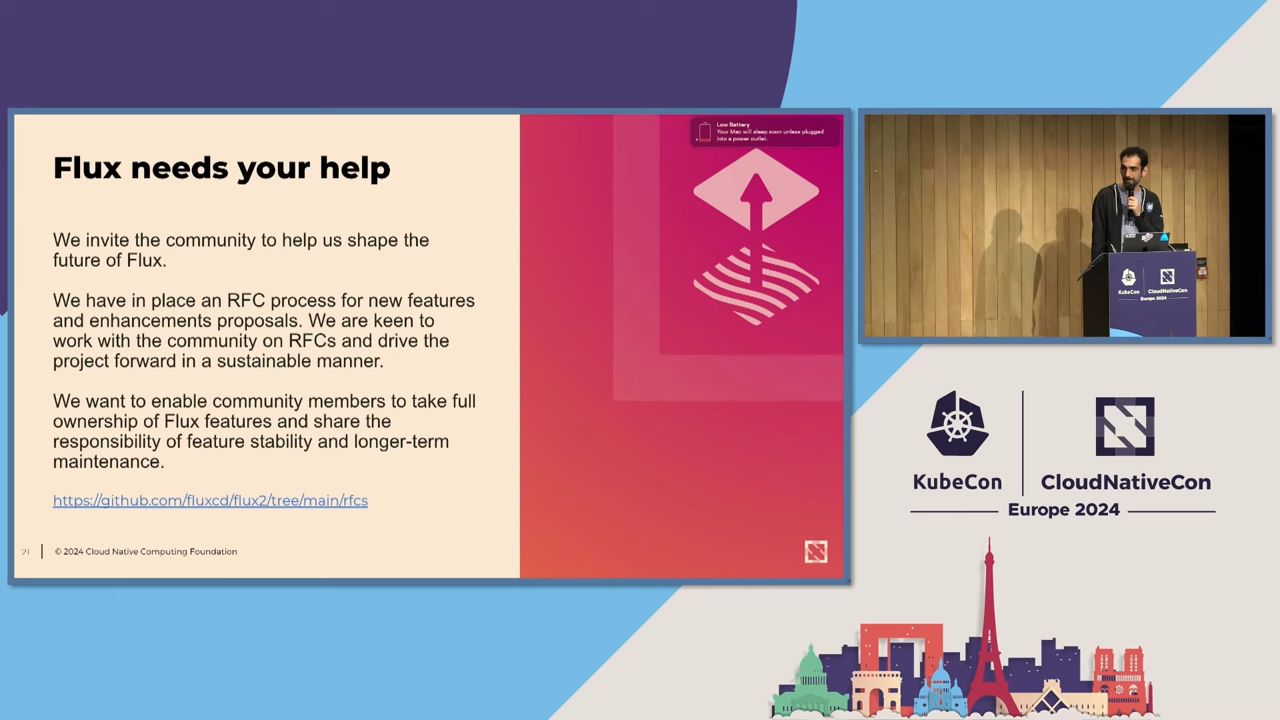 Flux needs your help
We invite the community to help us shape the
future of Flux.
We have in place an RFC process for new features
and enhancements proposals. We are keen to
work with the community on RFCs and drive the
project forward in a sustainable manner.
We want to enable community members to take full
ownership of Flux features and share the
responsibility of feature stability and longer-term
maintenance.
https://github.com/fluxcd/flux2/tree/main/rfcs
21
© 2024 Cloud Native Computing Foundation
Low Battery
Your Mac will sleep soon unless plugged
into a power outlet.
KubeCon
CloudNativeCon
Europe 2024
KubeCon
CloudNativeCon
Europe 2024